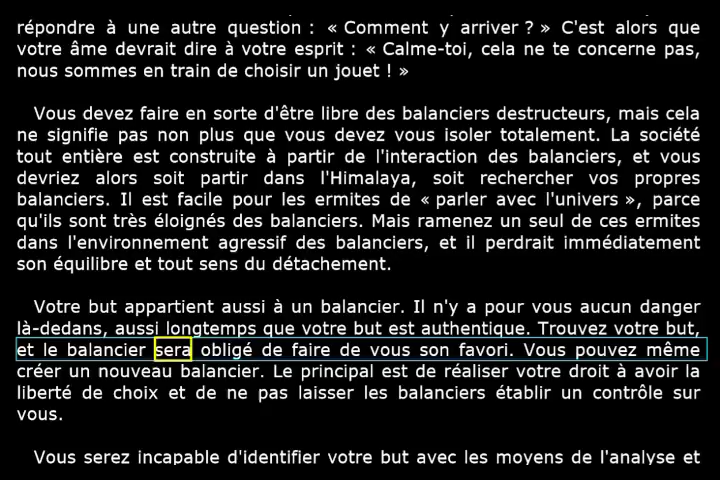 répondre à une autre question : « Comment y arriver ? » C'est alors que
votre âme devrait dire à votre esprit : « Calme-toi, cela ne te concerne pas,
nous sommes en train de choisir un jouet ! »
Vous devez faire en sorte d'être libre des balanciers destructeurs, mais cela
ne signifie pas non plus que vous devez vous isoler totalement. La société
tout entière est construite à partir de l'interaction des balanciers, et vous
devriez alors soit partir dans l'Himalaya, soit rechercher vos propres
balanciers. Il est facile pour les ermites de « parler avec l'univers », parce
qu'ils sont très éloignés des balanciers. Mais ramenez un seul de ces ermites
dans l'environnement agressif des balanciers, et il perdrait immédiatement
son équilibre et tout sens du détachement.
Votre but appartient aussi à un balancier. Il n'y a pour vous aucun danger
là-dedans, aussi longtemps que votre but est authentique. Trouvez votre but,
et le balancier sera obligé de faire de vous son favori. Vous pouvez même
créer un nouveau balancier. Le principal est de réaliser votre droit à avoir la
liberté de choix et de ne pas laisser les balanciers établir un contrôle sur
vous.
Vous serez incapable d'identifier votre but avec les moyens de l'analyse et